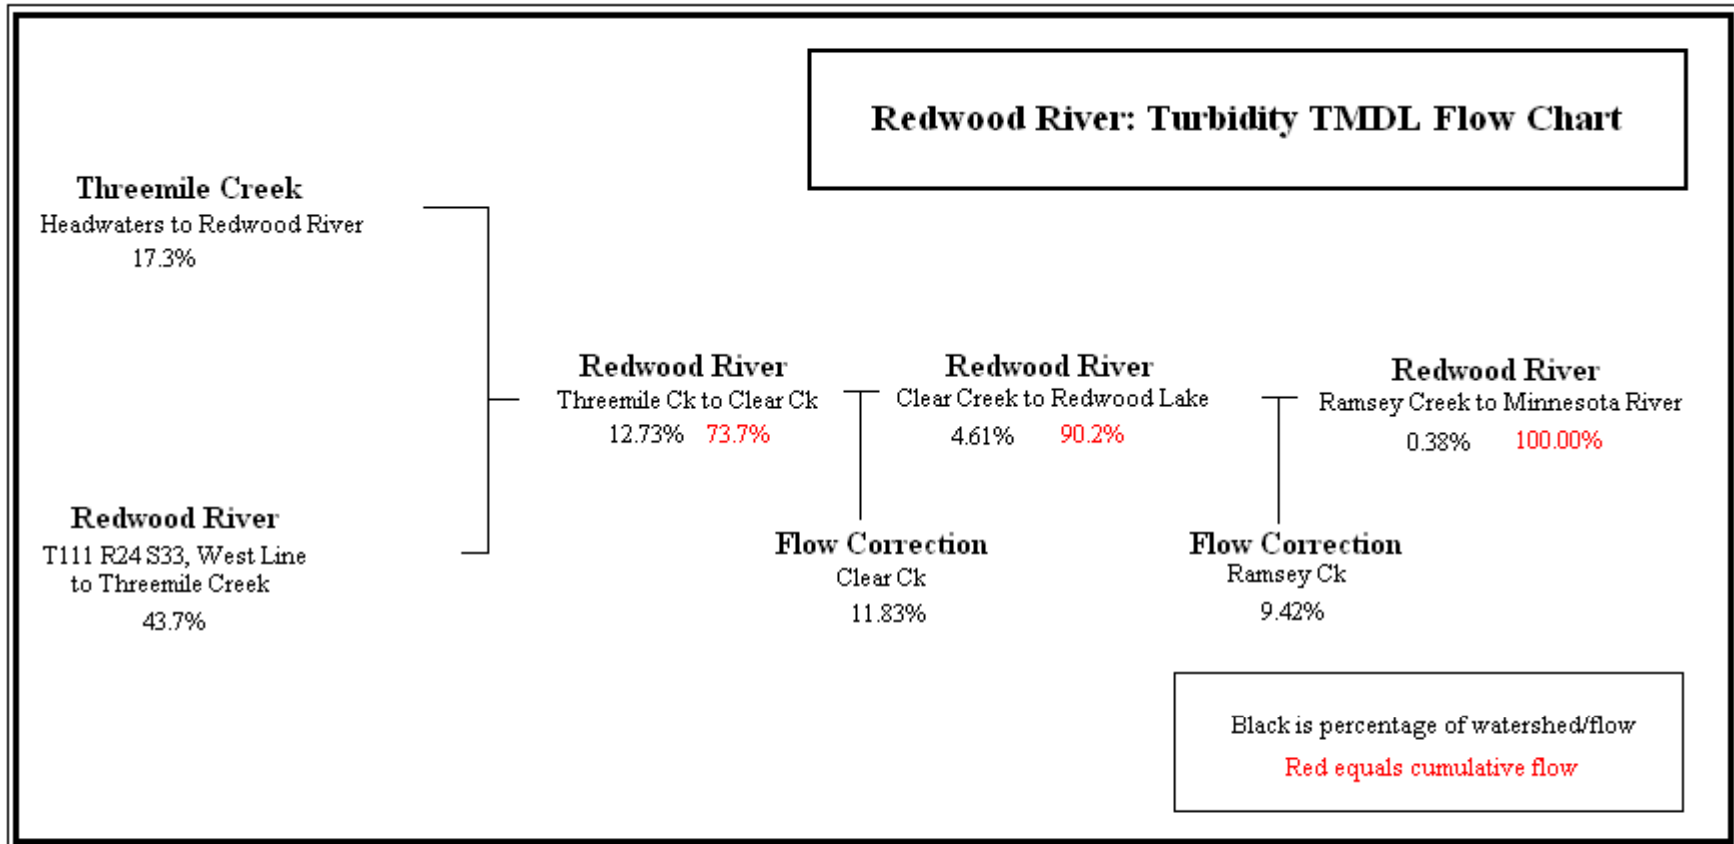 Redwood River: Turbidity TMDL Flow Chart
Threemile Creek
Headwaters to Redwood River
17.3%
Redwood River
T111 R24 S33, West Line
to Threemile Creek
43.7%
Redwood River
Threemile Ck to Clear Ck
12.73% 73.7%
Flow Correction
Clear Ck
11.83%
Redwood River
Clear Creek to Redwood Lake
4.61% 90.2%
Flow Correction
Ramsey Ck
9.42%
Redwood River
Ramsey Creek to Minnesota River
0.38% 100.00%
Black is percentage of watershed/flow
Red equals cumulative flow